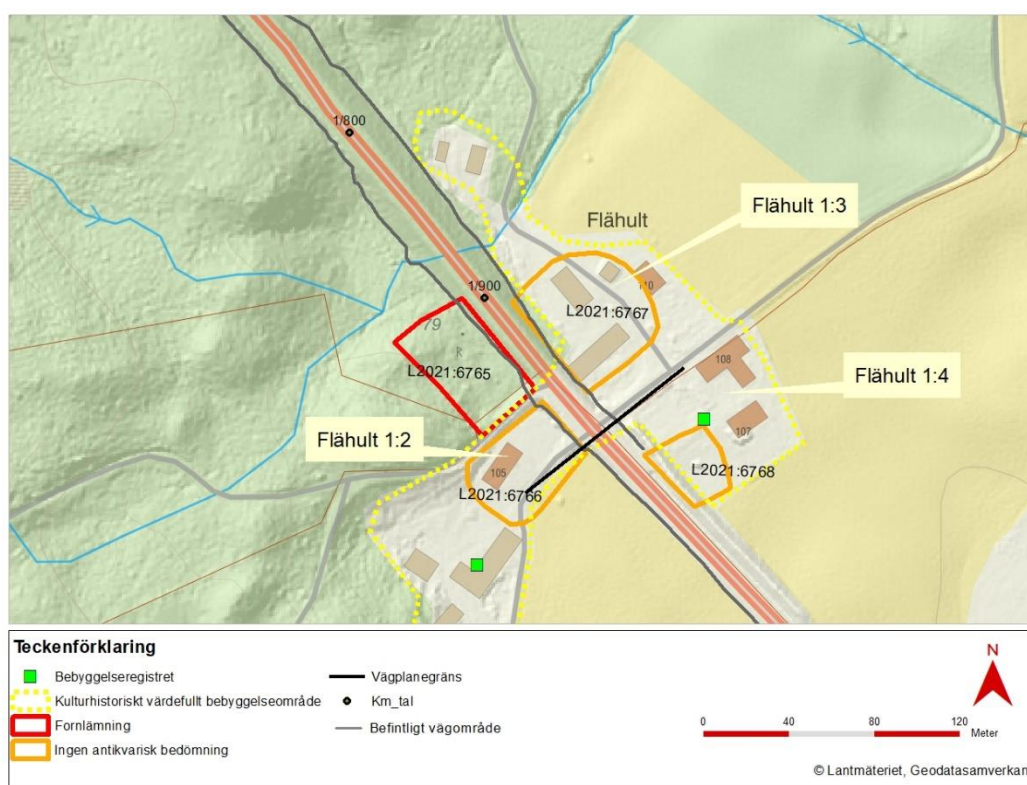 1/800
Flähult 1:3
Flähult
1/900
110
L2021:6767
79
R
L2021:6765
108
Flähult 1:4
Flähult 1:2
107
105
L2021:6768
L2021:6766
Teckenförklaring
Bebyggelseregistret
Kulturhistoriskt värdefullt bebyggelseområde
Fornlämning
Ingen antikvarisk bedömning
Vägplanegräns
Km_tal
Befintligt vägområde
N
0 40 80 120
Meter
© Lantmäteriet, Geodatasamverkan